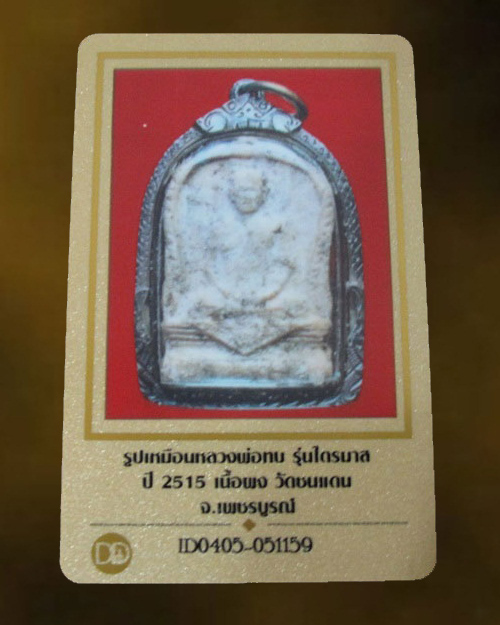 รูปเหมือนหลวงพ่อทบ รุ่นไตรมาส
ปี 2515 เนื้อผง วัดชนแดน
จ.เพชรบูรณ์
ID0405-051159
DD